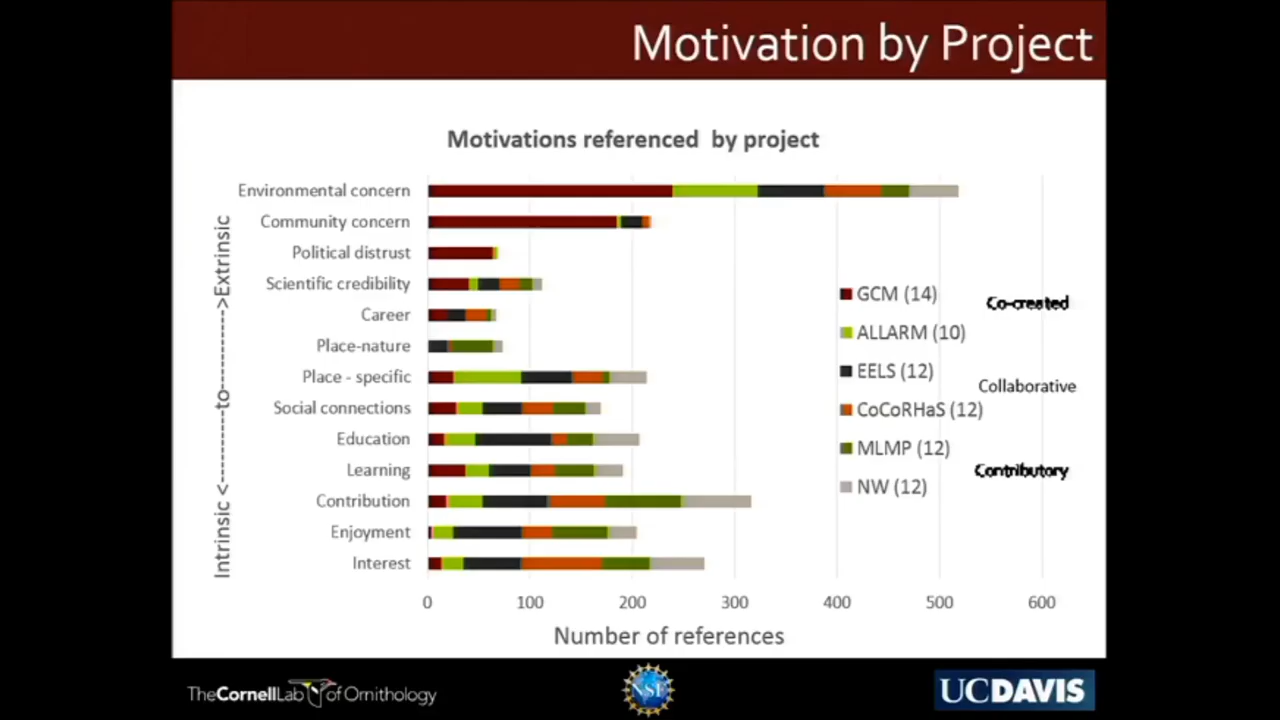 Motivation by Project
Motivations referenced by project
Environmental concern
Community concern
Political distrust
Scientific credibility
Career
Place-nature
Place - specific
Social connections
Education
Learning
Contribution
Enjoyment
Interest
Intrinsic <---------to--------->Extrinsic
GCM (14)
ALLARM (10)
EELS (12)
CoCoRHaS (12)
MLMP (12)
NW (12)
Co-created
Collaborative
Contributory
0 100 200 300 400 500 600
Number of references
TheCornellLab of Ornithology
NSF
UCDAVIS